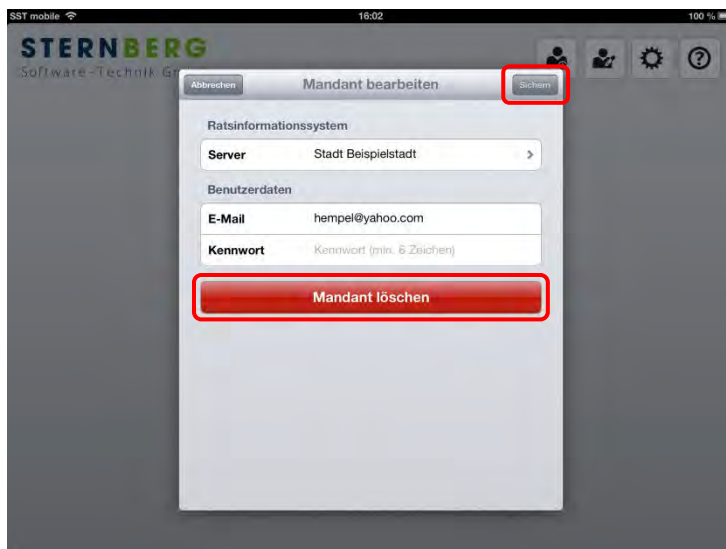 SST mobile 16:02 100 %
STERNBERG
Software-Technik
Abbrechen Mandant bearbeiten Sichern
Ratsinformationssystem
Server Stadt Beispielstadt
Benutzerdaten
E-Mail hempel@yahoo.com
Kennwort Kennwort (min. 6 Zeichen)
Mandant löschen